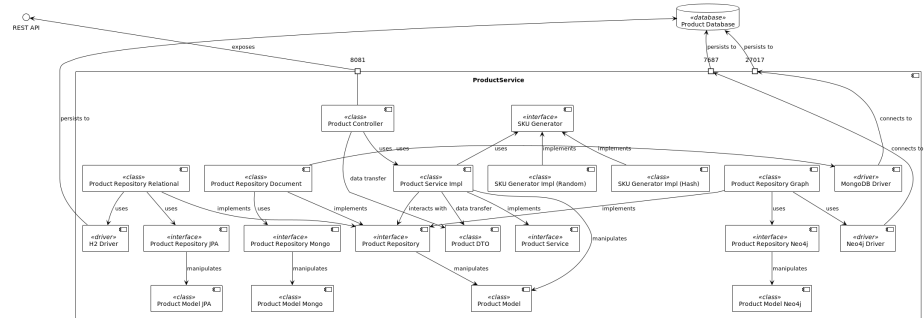 «database»
Product Database
REST API
exposes
persists to
persists to
8081
7687
27017
ProductService
«class»
Product Controller
«interface»
SKU Generator
persists to
connects to
uses
uses
uses
implements
implements
connects to
«class»
Product Repository Relational
«class»
Product Repository Document
data transfer
«class»
Product Service Impl
«class»
SKU Generator Impl (Random)
«class»
SKU Generator Impl (Hash)
«class»
Product Repository Graph
«driver»
MongoDB Driver
uses
uses
implements
uses
implements
interacts with
data transfer
implements
implements
uses
uses
«driver»
H2 Driver
«interface»
Product Repository JPA
«interface»
Product Repository Mongo
«interface»
Product Repository
«class»
Product DTO
«interface»
Product Service
manipulates
«interface»
Product Repository Neo4j
«driver»
Neo4j Driver
manipulates
manipulates
manipulates
manipulates
«class»
Product Model JPA
«class»
Product Model Mongo
«class»
Product Model
«class»
Product Model Neo4j